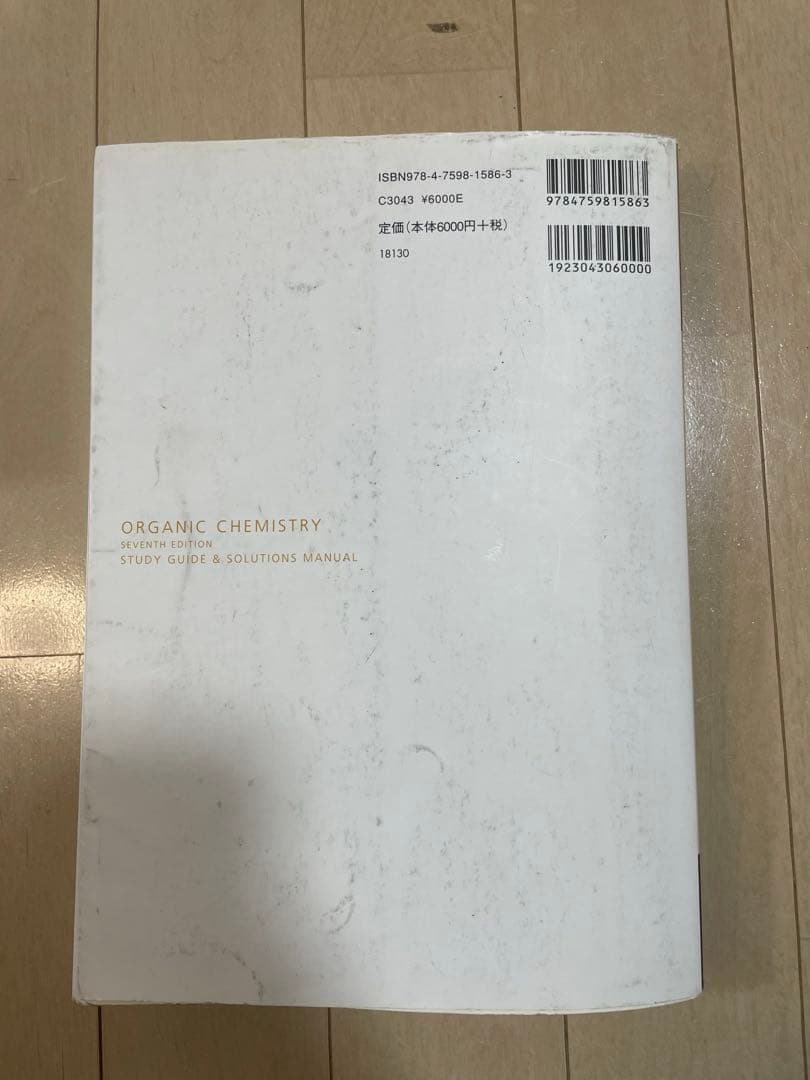 ISBN978-4-7598-1586-3
C3043 ¥6000E
定価(本体6000円+税)
18130
9784759815863
1923043060000
ORGANIC CHEMISTRY
SEVENTH EDITION
STUDY GUIDE & SOLUTIONS MANUAL